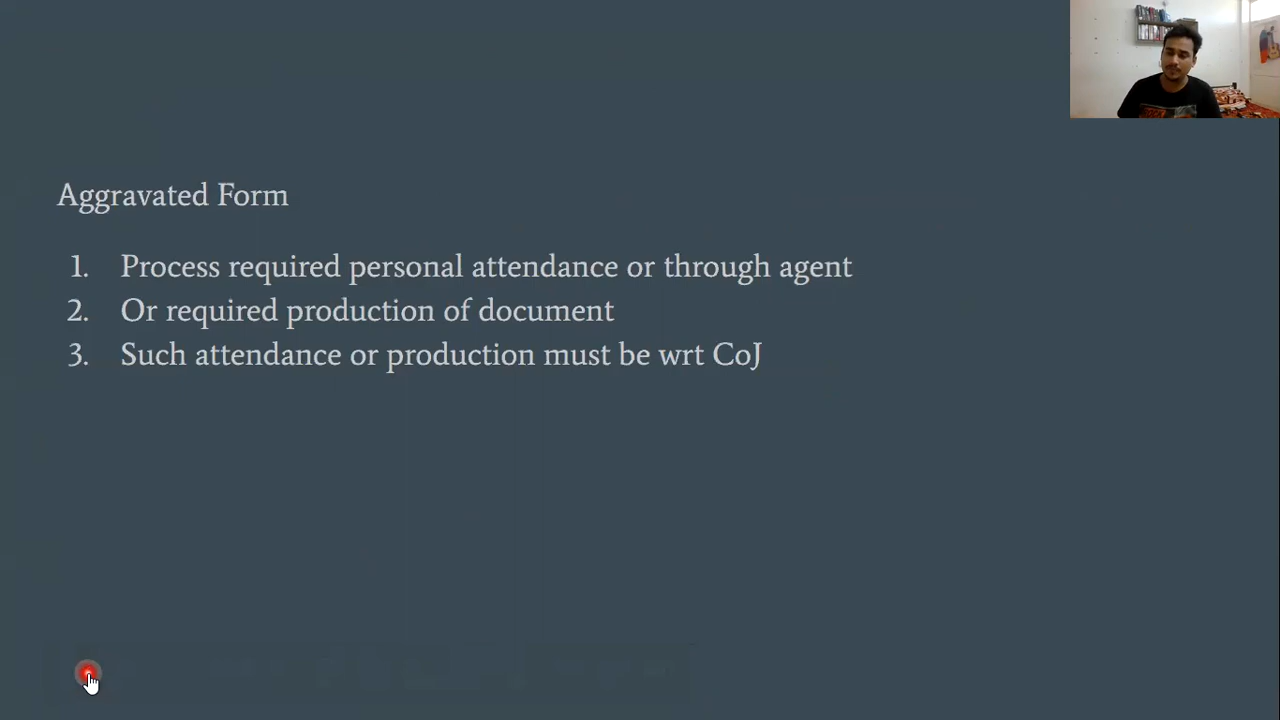 Aggravated Form
1. Process required personal attendance or through agent
2. Or required production of document
3. Such attendance or production must be wrt CoJ